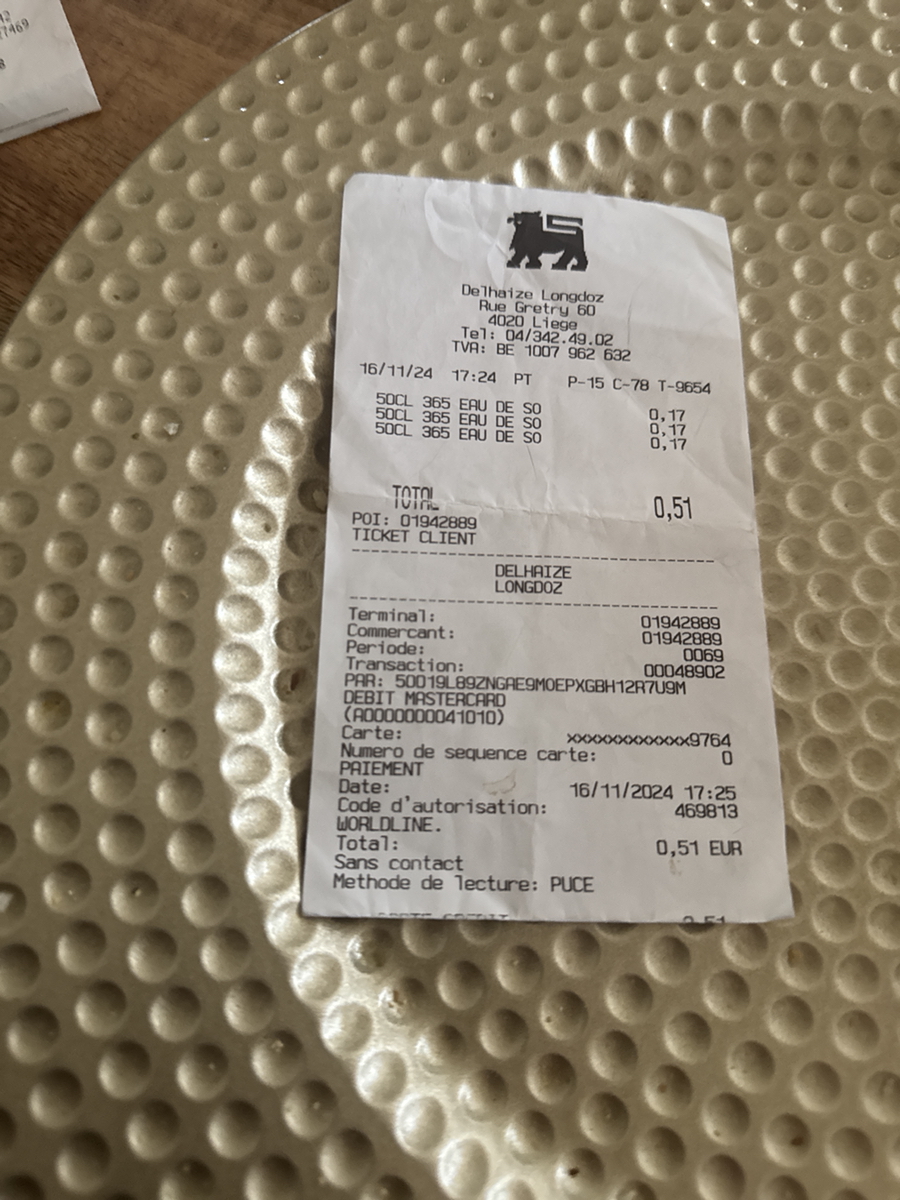 7469
Delhaize Longdoz
Rue Gretry 60
4020 Liege
Tel: 04/342.49.02
TVA: BE 1007 962 632
16/11/24 17:24 PT P-15 C-78 T-9654
50CL 365 EAU DE SO 0,17
50CL 365 EAU DE SO 0,17
50CL 365 EAU DE SO 0,17
TOTAL 0,51
POI: 01942889
TICKET CLIENT
DELHAIZE
LONGDOZ
Terminal: 01942889
Commercant: 01942889
Periode: 0069
Transaction: 00048902
PAR: 50019L89ZNGAE9M0EPXGBH12R7U9M
DEBIT MASTERCARD
(A0000000041010)
Carte: xxxxxxxxxxxx9764
Numero de sequence carte: 0
PAIEMENT
Date: 16/11/2024 17:25
Code d'autorisation: 469813
WORLDLINE.
Total: 0,51 EUR
Sans contact
Methode de lecture: PUCE